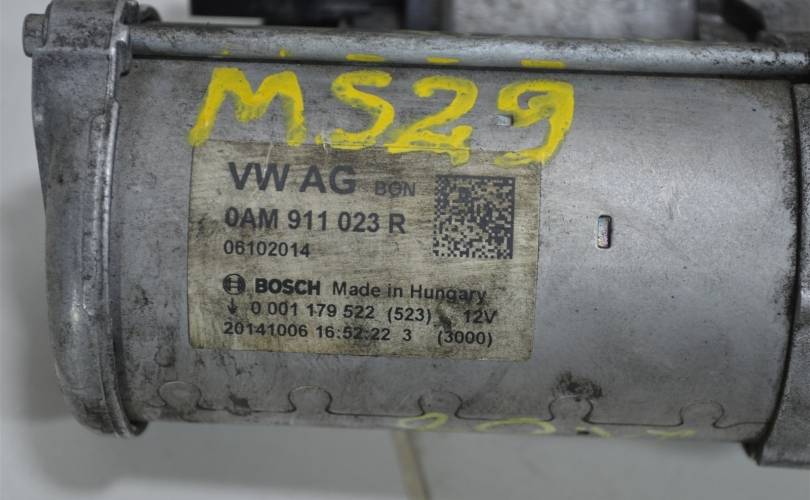 MS29
VW AG BGN
0AM 911 023 R
06102014
BOSCH Made in Hungary
0 001 179 522 (523) 12V
20141006 16:52:22 3 (3000)